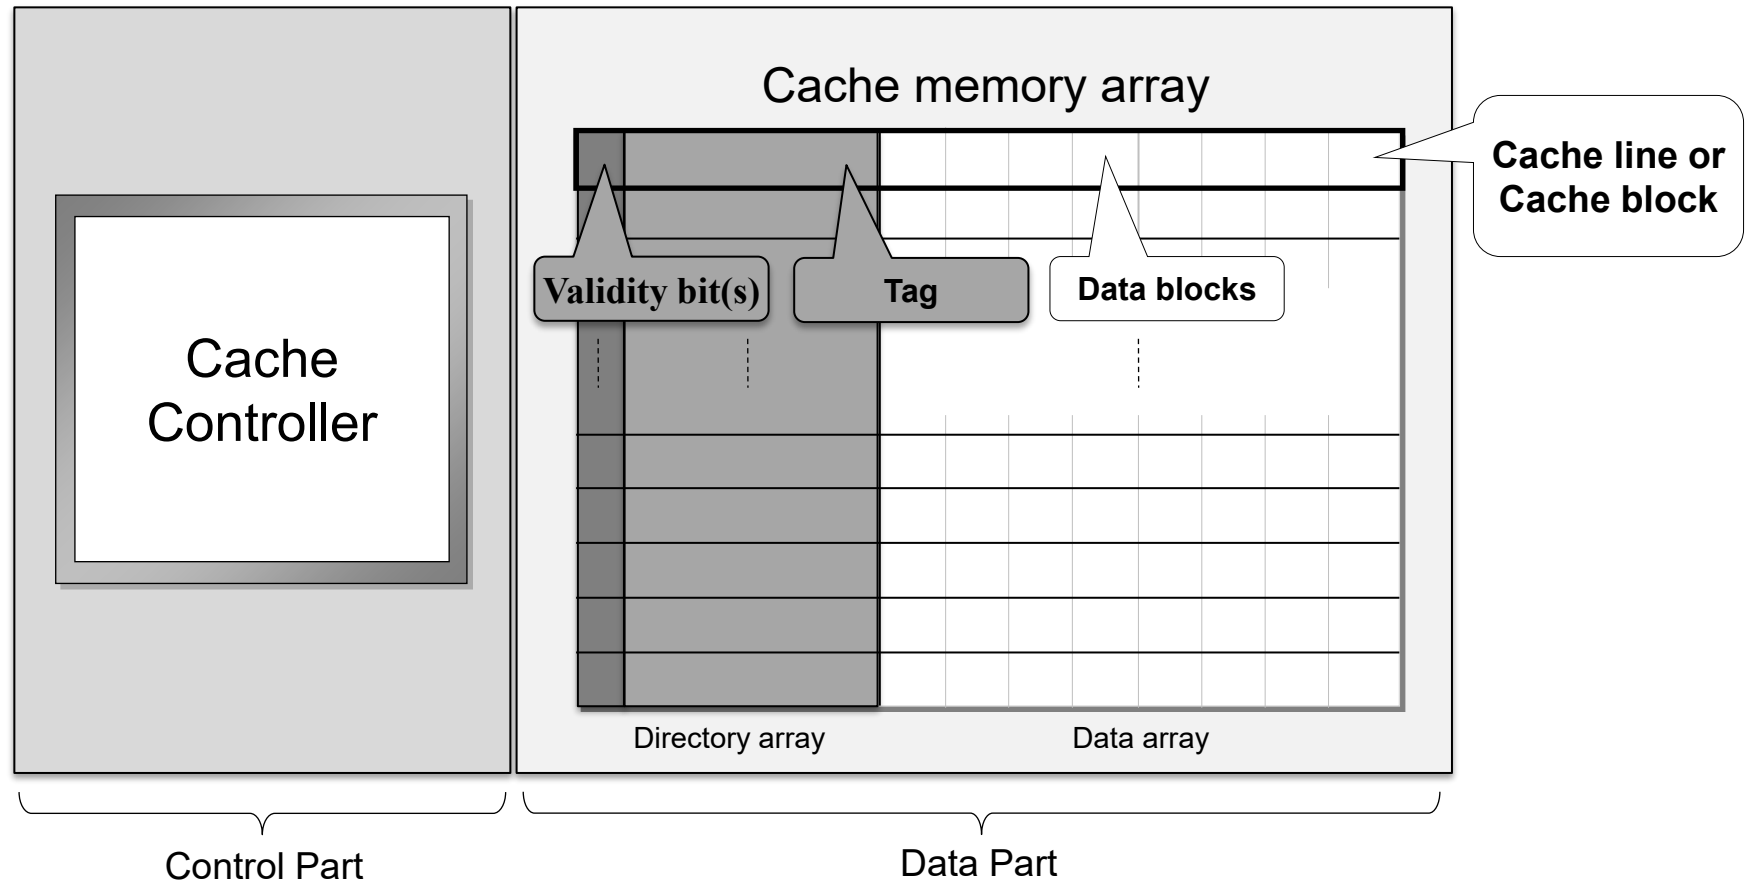 Cache memory array
Cache line or
Cache block
Validity bit(s)
Tag
Data blocks
Cache
Controller
Directory array
Data array
Control Part
Data Part